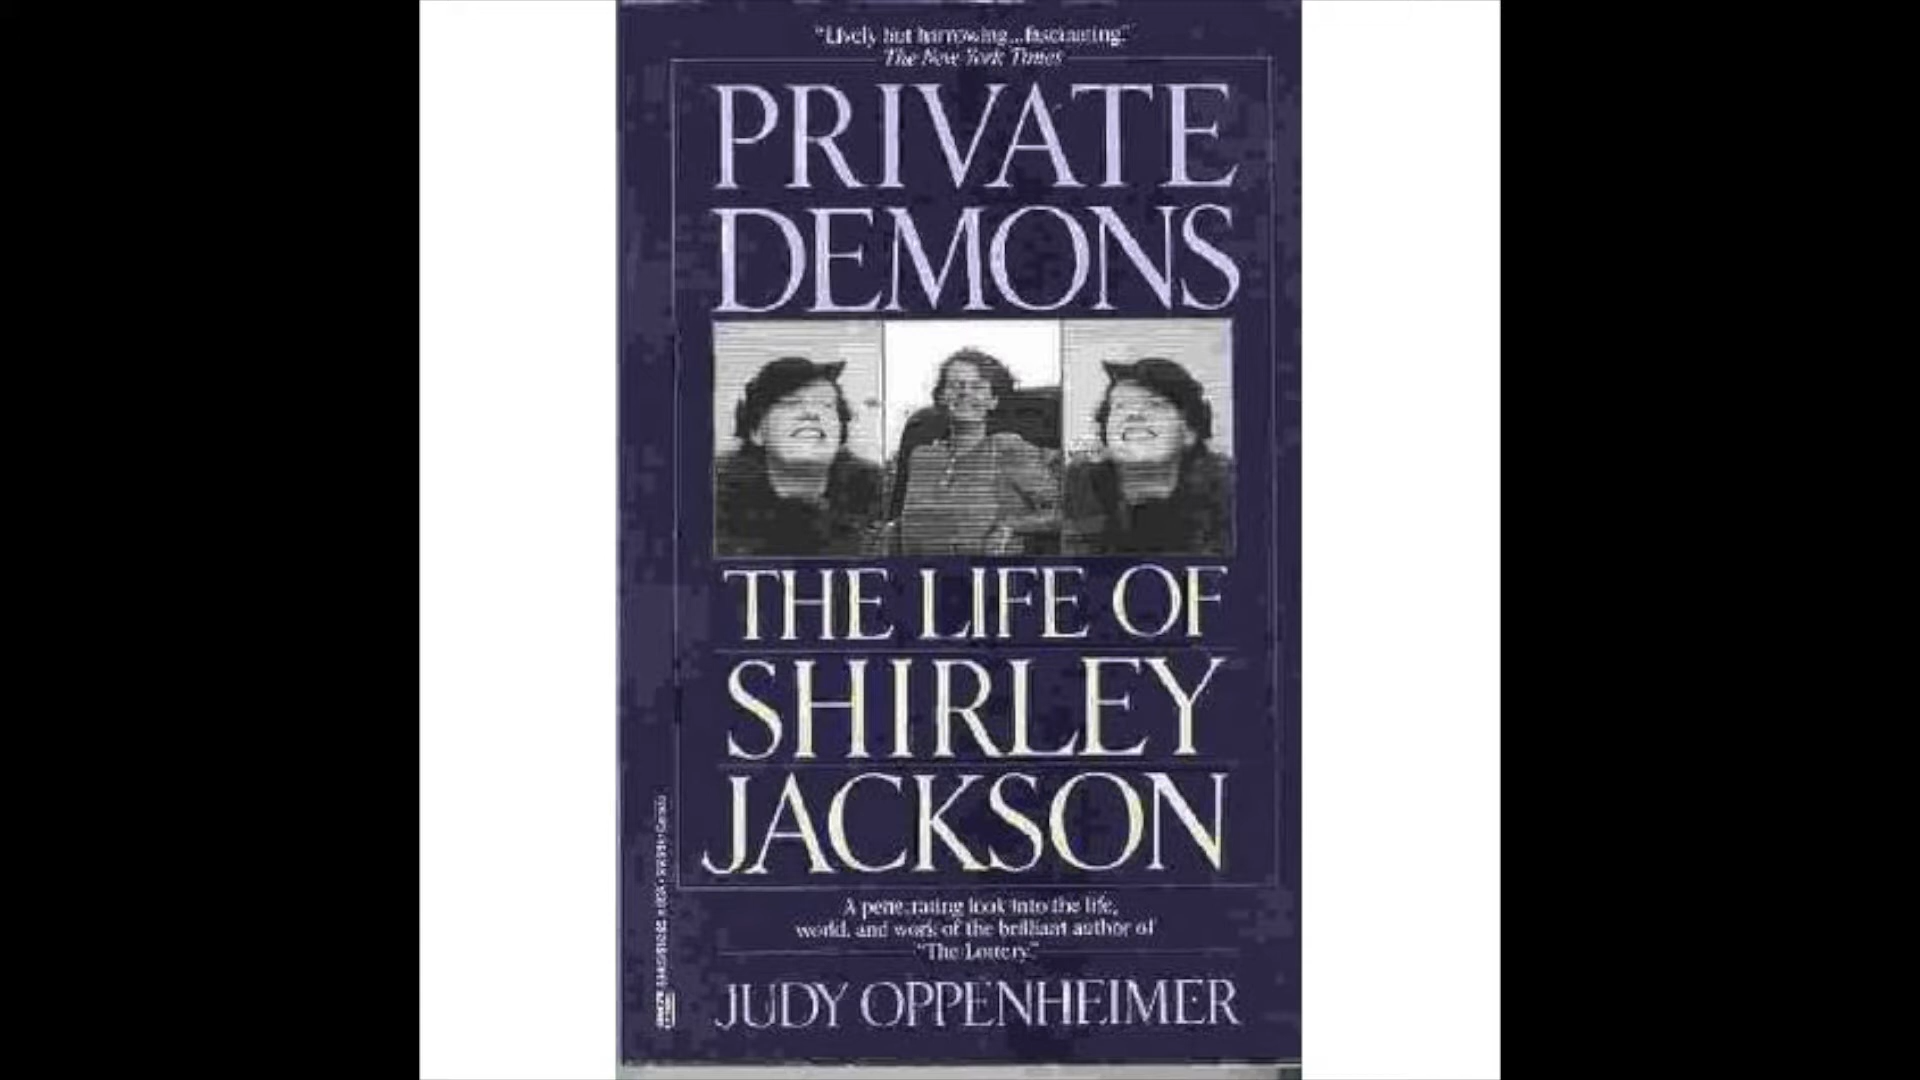 "Lively but harrowing...fascinating."
The New York Times
PRIVATE
DEMONS
THE LIFE OF
SHIRLEY
JACKSON
A penetrating look into the life,
world, and work of the brilliant author of
"The Lottery."
JUDY OPPENHEIMER